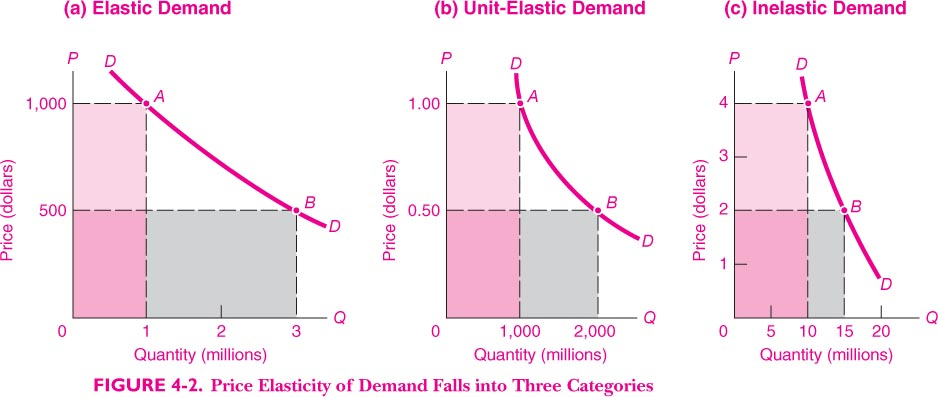 (a) Elastic Demand
P
D
1,000
A
500
B
D
Price (dollars)
0
1
2
3
Q
Quantity (millions)
(b) Unit-Elastic Demand
P
D
1.00
A
0.50
B
D
Price (dollars)
0
1,000
2,000
Q
Quantity (millions)
(c) Inelastic Demand
P
D
4
A
3
2
B
1
D
Price (dollars)
0
5
10
15
20
Q
Quantity (millions)
FIGURE 4-2. Price Elasticity of Demand Falls into Three Categories